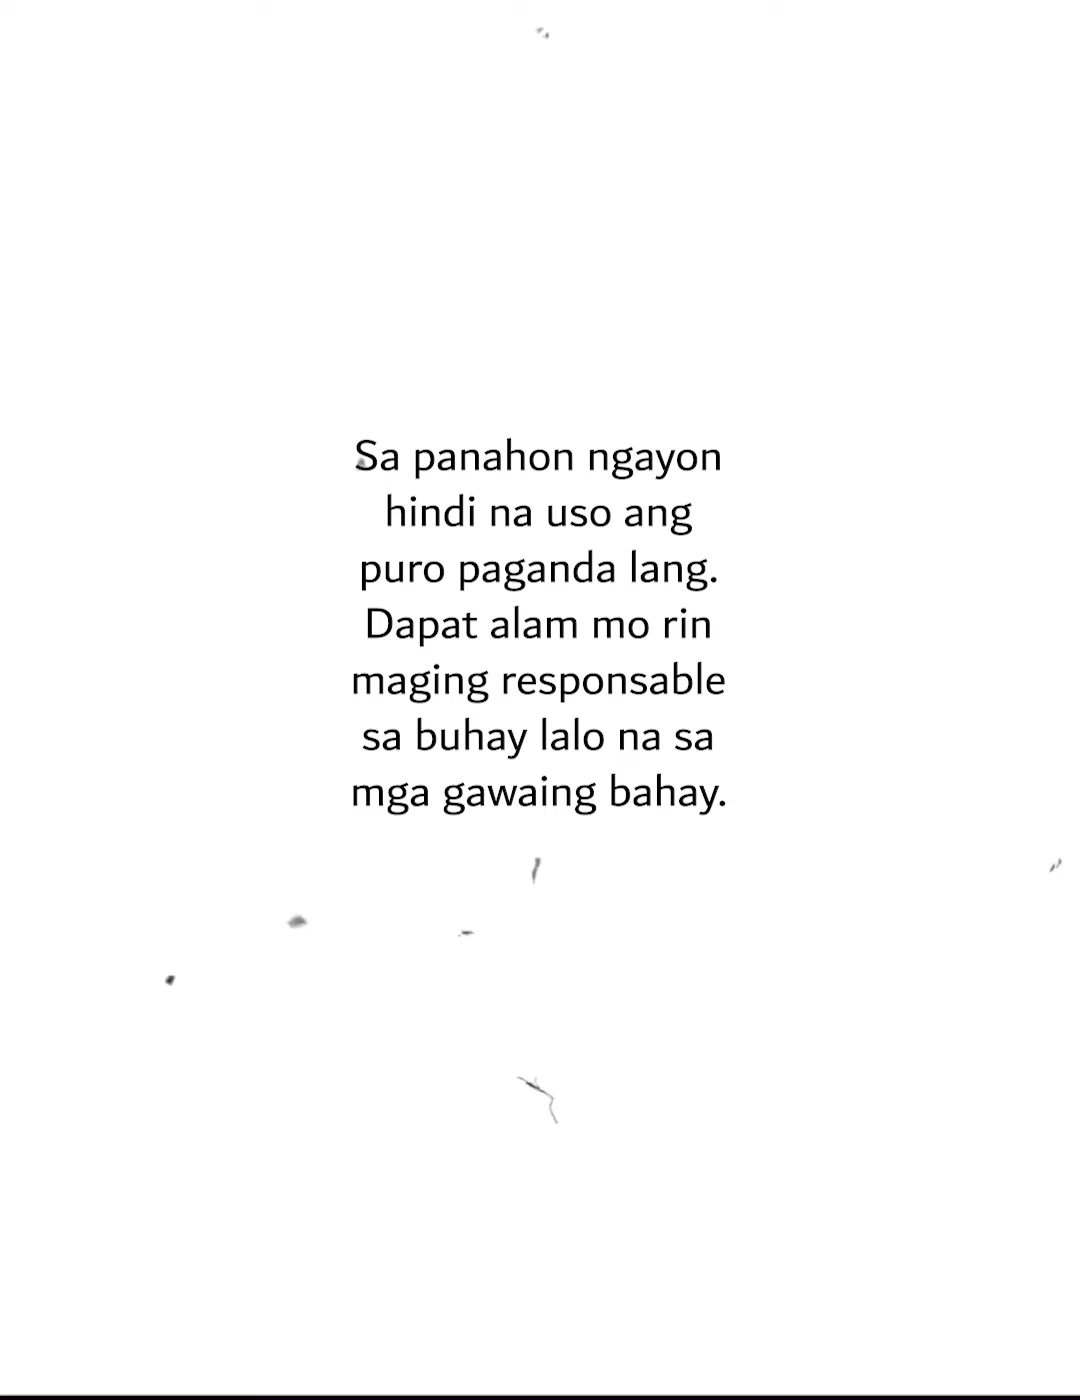 Sa panahon ngayon
hindi na uso ang
puro paganda lang.
Dapat alam mo rin
maging responsable
sa buhay lalo na sa
mga gawaing bahay.